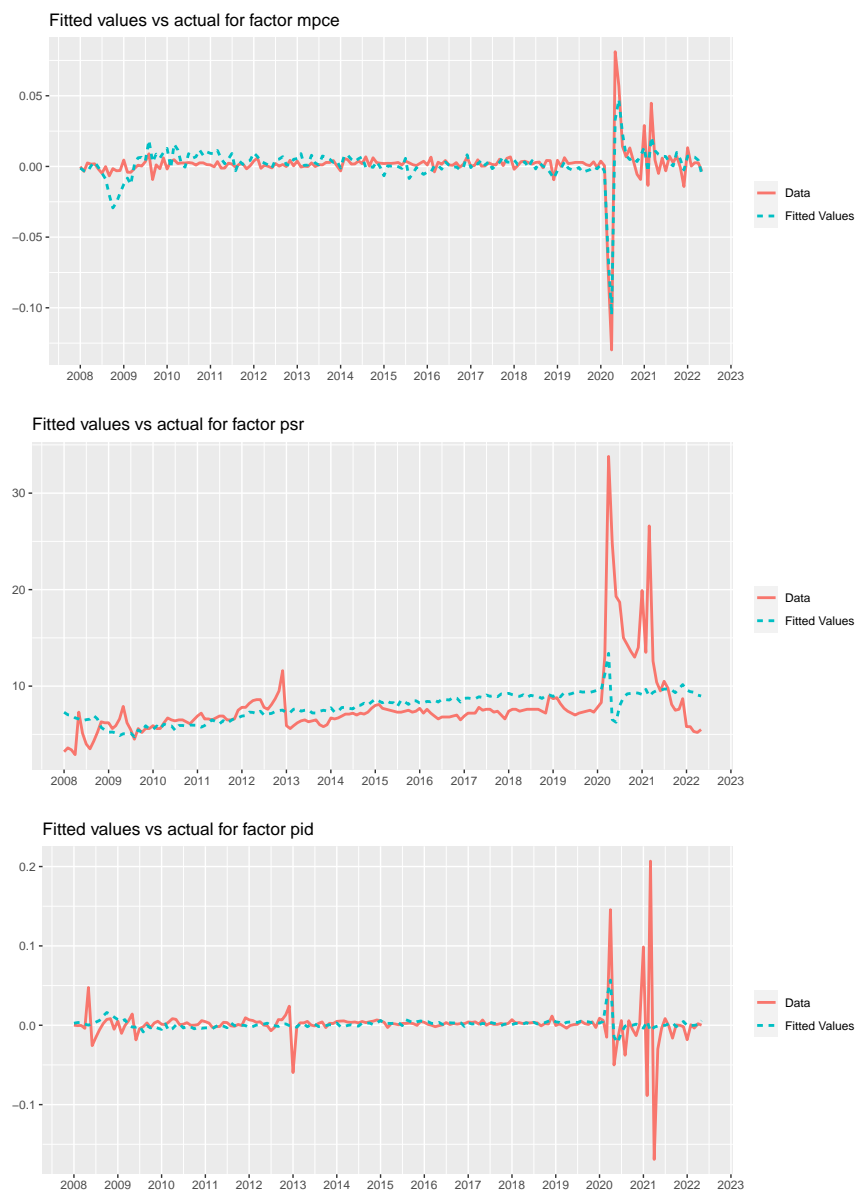 Fitted values vs actual for factor mpce
0.05
0.00
−0.05
−0.10
2008 2009 2010 2011 2012 2013 2014 2015 2016 2017 2018 2019 2020 2021 2022 2023
Data
Fitted Values
Fitted values vs actual for factor psr
30
20
10
2008 2009 2010 2011 2012 2013 2014 2015 2016 2017 2018 2019 2020 2021 2022 2023
Data
Fitted Values
Fitted values vs actual for factor pid
0.2
0.1
0.0
−0.1
2008 2009 2010 2011 2012 2013 2014 2015 2016 2017 2018 2019 2020 2021 2022 2023
Data
Fitted Values